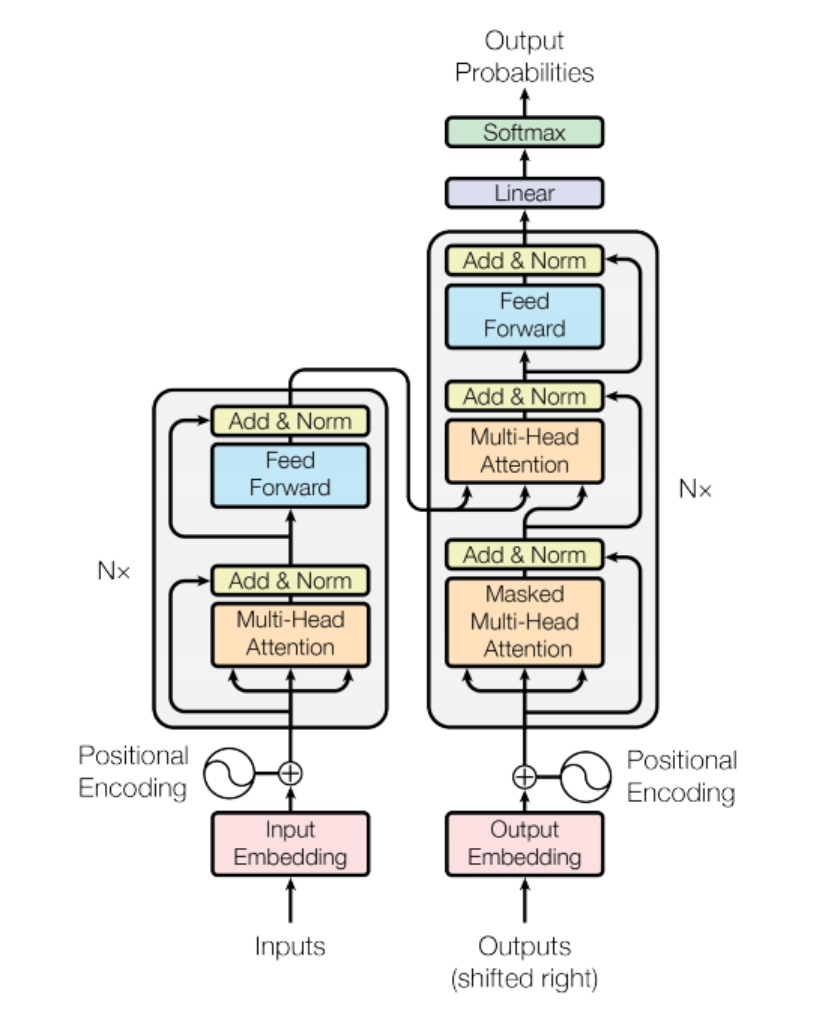 Output
Probabilities
Softmax
Linear
Add & Norm
Feed
Forward
Add & Norm
Multi-Head
Attention
Nx
Add & Norm
Masked
Multi-Head
Attention
Positional
Encoding
Output
Embedding
Outputs
(shifted right)
Add & Norm
Feed
Forward
Nx
Add & Norm
Multi-Head
Attention
Positional
Encoding
Input
Embedding
Inputs